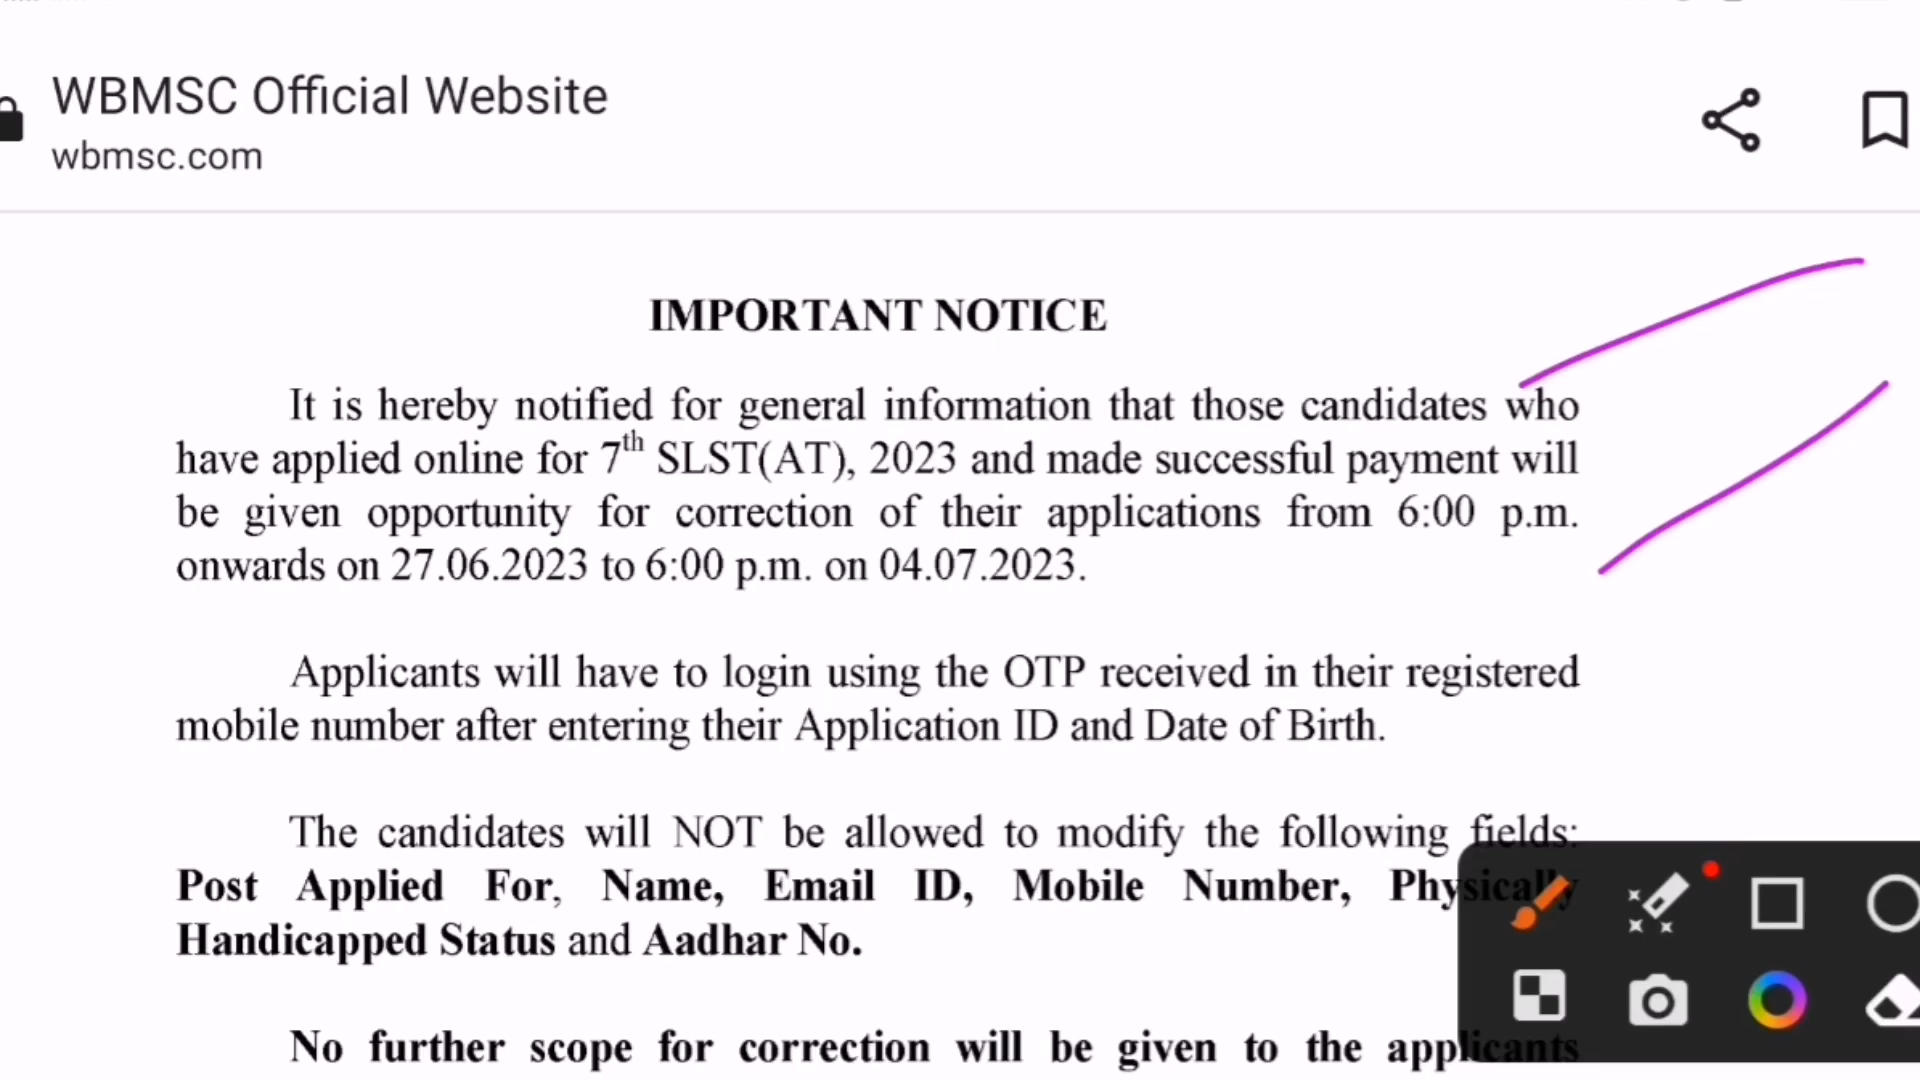 WBMSC Official Website
wbmsc.com
IMPORTANT NOTICE
It is hereby notified for general information that those candidates who
have applied online for 7th SLST(AT), 2023 and made successful payment will
be given opportunity for correction of their applications from 6:00 p.m.
onwards on 27.06.2023 to 6:00 p.m. on 04.07.2023.
Applicants will have to login using the OTP received in their registered
mobile number after entering their Application ID and Date of Birth.
The candidates will NOT be allowed to modify the following fields:
Post Applied For, Name, Email ID, Mobile Number, Physically
Handicapped Status and Aadhar No.
No further scope for correction will be given to the applicants